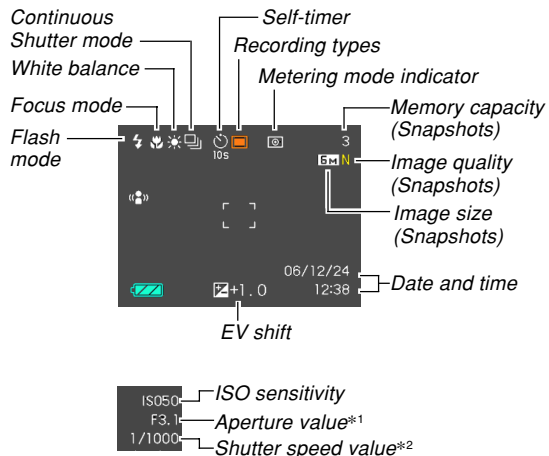 Continuous
Shutter mode
White balance
Focus mode
Flash
mode
Self-timer
Recording types
Metering mode indicator
Memory capacity
(Snapshots)
Image quality
(Snapshots)
Image size
(Snapshots)
Date and time
10s
3
6M N
06/12/24
+1.0 12:38
EV shift
ISO50
F3.1
1/1000
ISO sensitivity
Aperture value*1
Shutter speed value*2